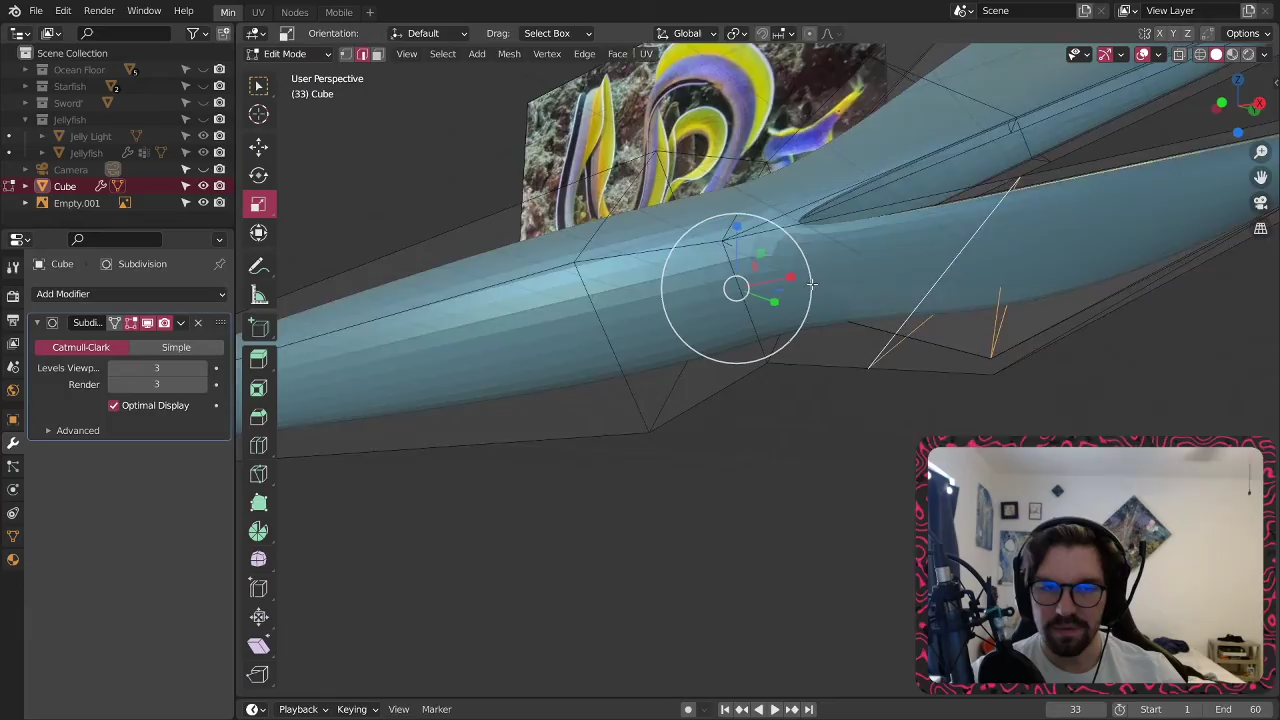 File Edit Render Window Help
Min UV Nodes Mobile
Scene
View Layer
Orientation: Default Drag: Select Box
Global
X Y Z
Options
Scene Collection
Ocean Floor 5
Starfish 2
Sword'
Jellyfish
Jelly Light
Jellyfish
Camera
Cube
Empty.001
Edit Mode
View Select Add Mesh Vertex Edge Face UV
User Perspective
(33) Cube
Z
X
Y
Cube Subdivision
Add Modifier
Subdi...
Catmull-Clark Simple
Levels Viewp... 3
Render 3
Optimal Display
Advanced
Playback Keying View Marker
33 Start 1 End 60